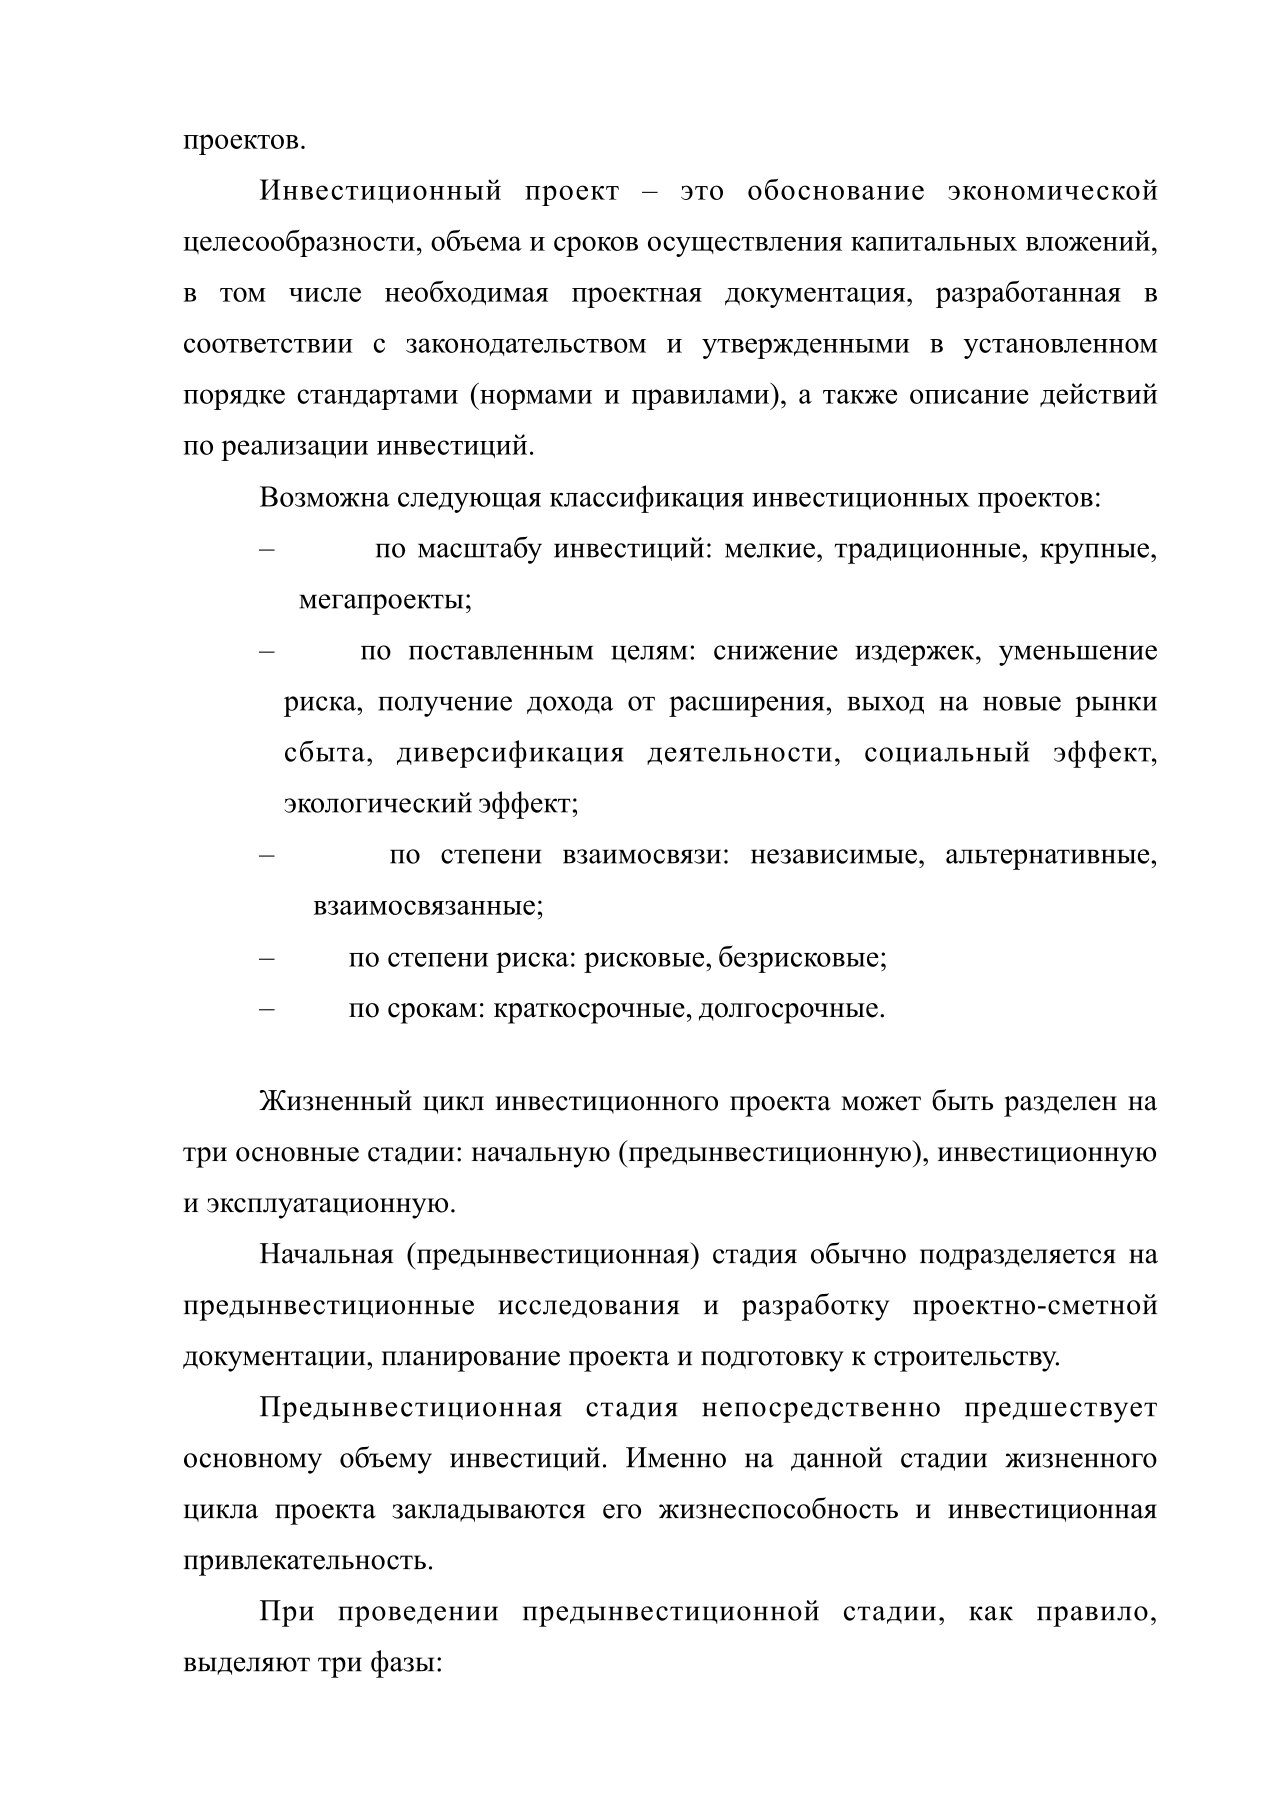 проектов.
Инвестиционный проект – это обоснование экономической
целесообразности, объема и сроков осуществления капитальных вложений,
в том числе необходимая проектная документация, разработанная в
соответствии с законодательством и утвержденными в установленном
порядке стандартами (нормами и правилами), а также описание действий
по реализации инвестиций.
Возможна следующая классификация инвестиционных проектов:
– по масштабу инвестиций: мелкие, традиционные, крупные,
мегапроекты;
– по поставленным целям: снижение издержек, уменьшение
риска, получение дохода от расширения, выход на новые рынки
сбыта, диверсификация деятельности, социальный эффект,
экологический эффект;
– по степени взаимосвязи: независимые, альтернативные,
взаимосвязанные;
– по степени риска: рисковые, безрисковые;
– по срокам: краткосрочные, долгосрочные.
Жизненный цикл инвестиционного проекта может быть разделен на
три основные стадии: начальную (предынвестиционную), инвестиционную
и эксплуатационную.
Начальная (предынвестиционная) стадия обычно подразделяется на
предынвестиционные исследования и разработку проектно-сметной
документации, планирование проекта и подготовку к строительству.
Предынвестиционная стадия непосредственно предшествует
основному объему инвестиций. Именно на данной стадии жизненного
цикла проекта закладываются его жизнеспособность и инвестиционная
привлекательность.
При проведении предынвестиционной стадии, как правило,
выделяют три фазы: